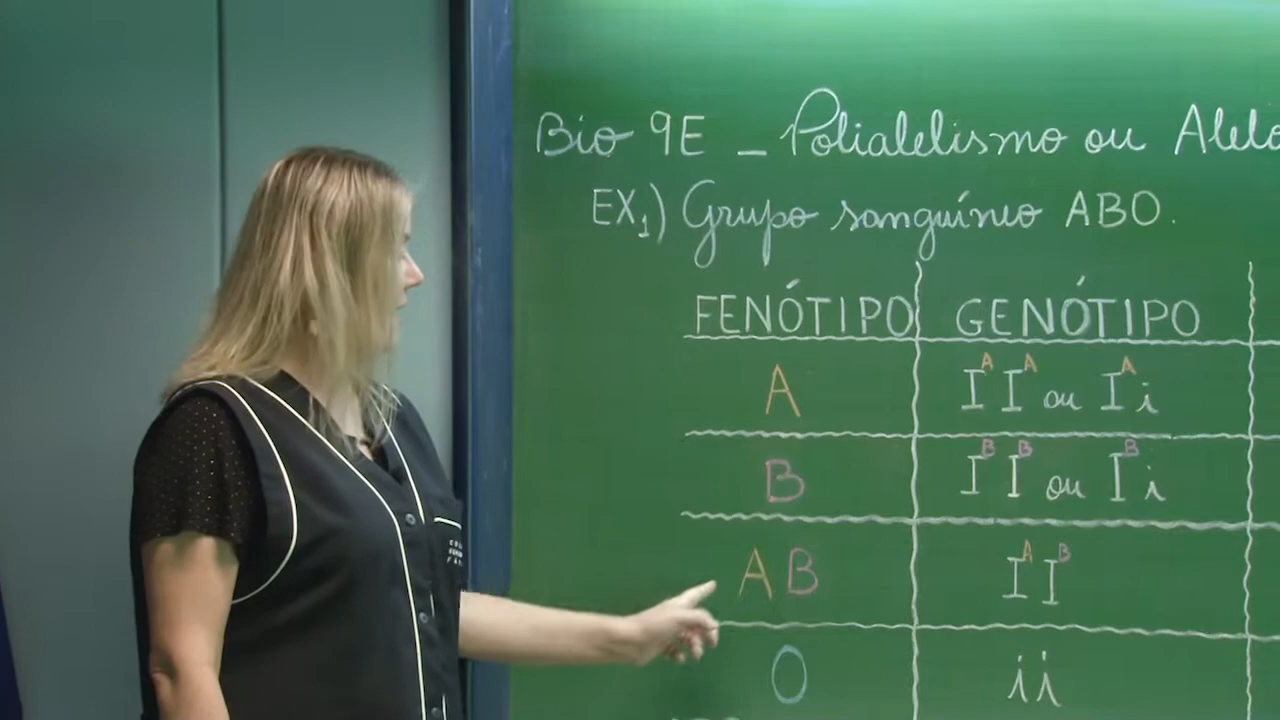 Bio 9E – Polialelismo ou Alelo
EX1) Grupo sanguíneo ABO.
FENÓTIPO GENÓTIPO
A IᴬIᴬ ou Iᴬi
B IᴮIᴮ ou Iᴮi
AB IᴬIᴮ
O ii